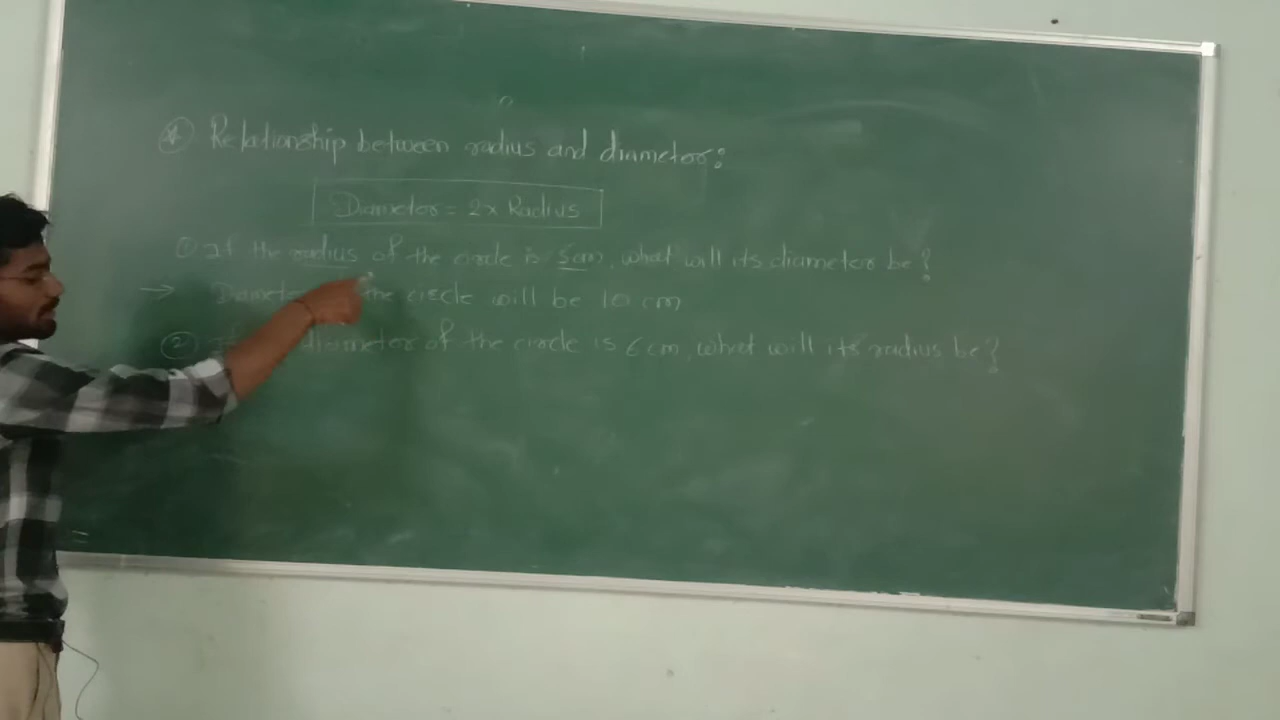 * Relationship between radius and diameter:
Diameter = 2x Radius
① If the radius of the circle is 5cm, what will its diameter be?
→ Diameter the circle will be 10 cm
② diameter of the circle is 6cm, what will its radius be?